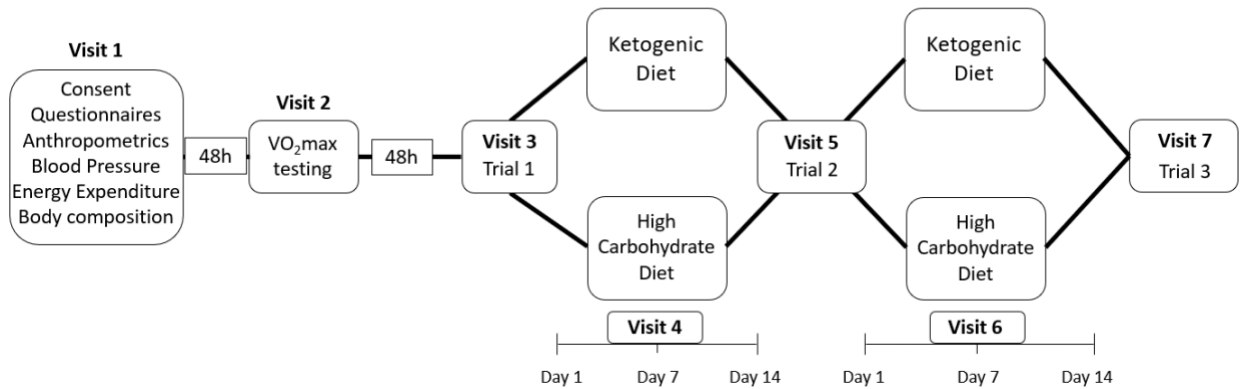 Visit 1
Consent
Questionnaires
Anthropometrics
Blood Pressure
Energy Expenditure
Body composition
48h
Visit 2
VO₂max
testing
48h
Visit 3
Trial 1
Ketogenic
Diet
High
Carbohydrate
Diet
Visit 4
Day 1
Day 7
Day 14
Visit 5
Trial 2
Ketogenic
Diet
High
Carbohydrate
Diet
Visit 6
Day 1
Day 7
Day 14
Visit 7
Trial 3